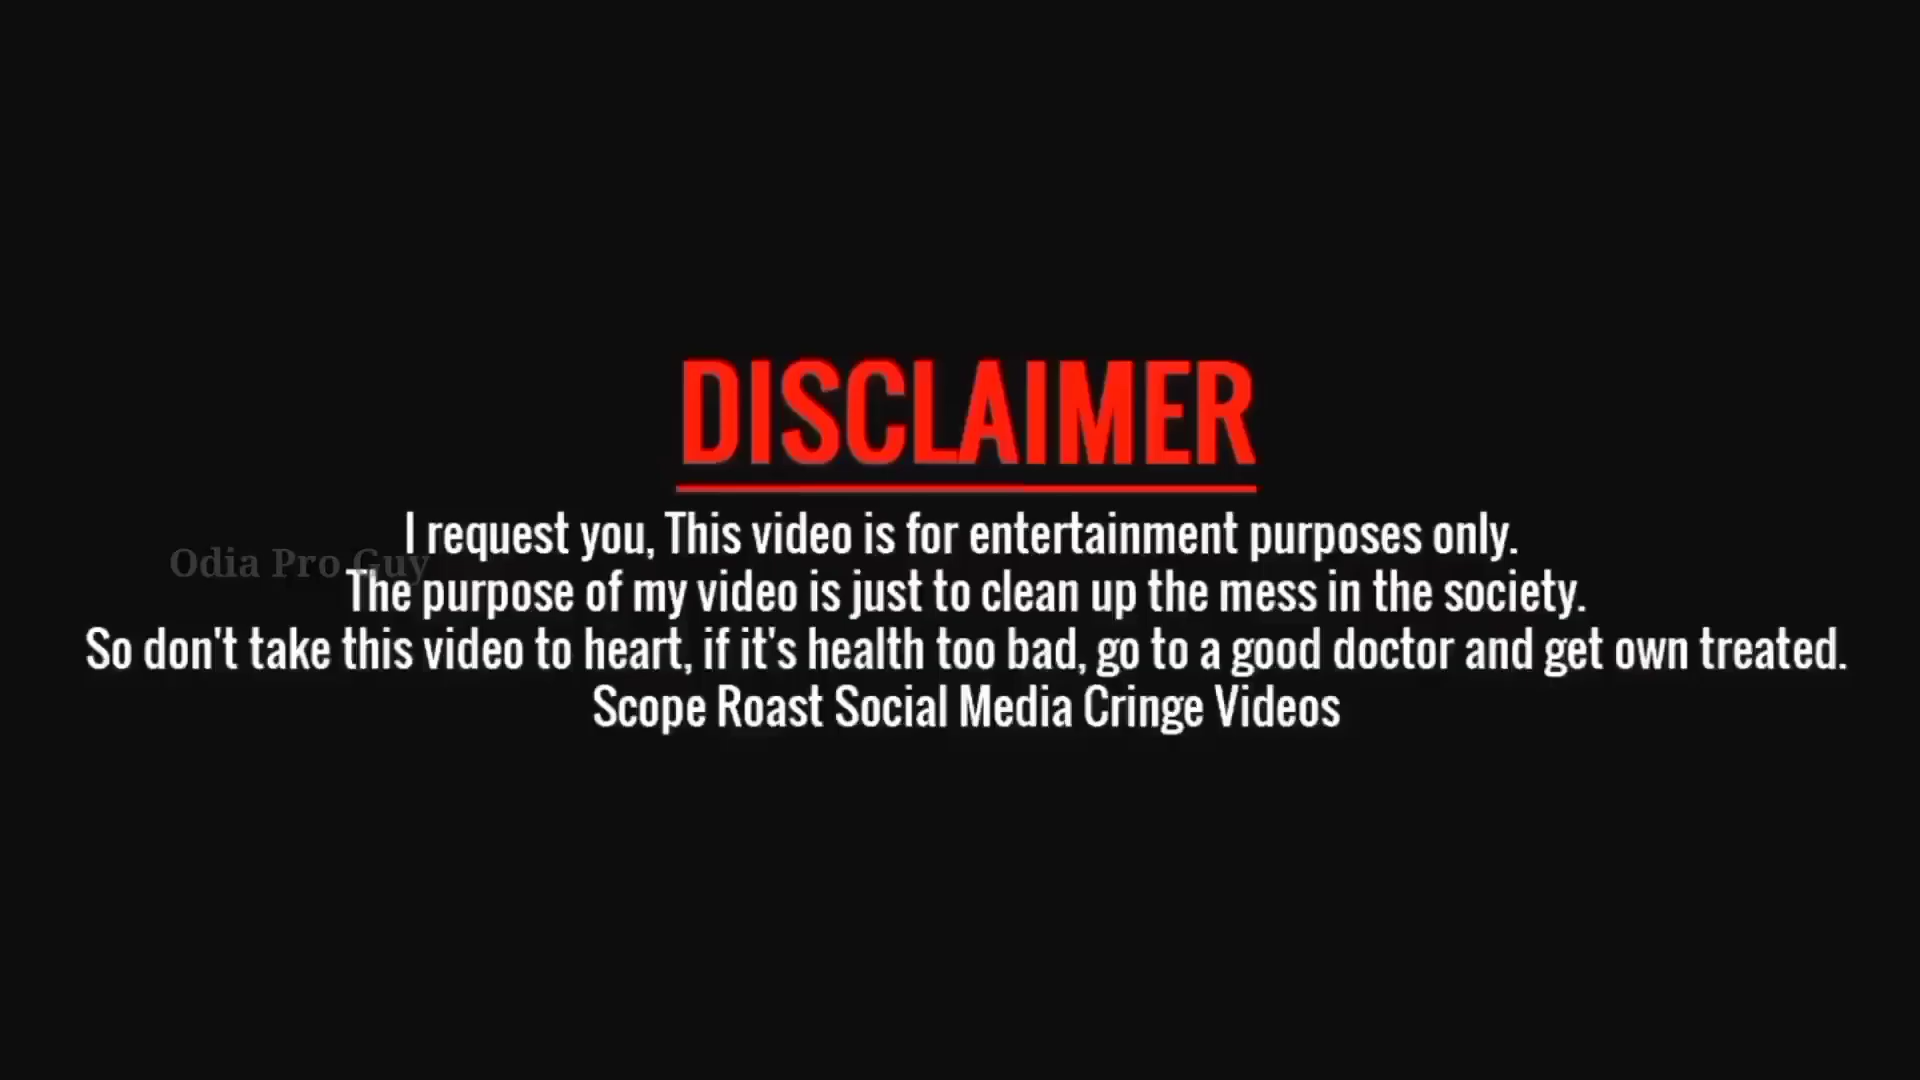 DISCLAIMER
I request you, This video is for entertainment purposes only.
Odia Pro Guy
The purpose of my video is just to clean up the mess in the society.
So don't take this video to heart, if it's health too bad, go to a good doctor and get own treated.
Scope Roast Social Media Cringe Videos